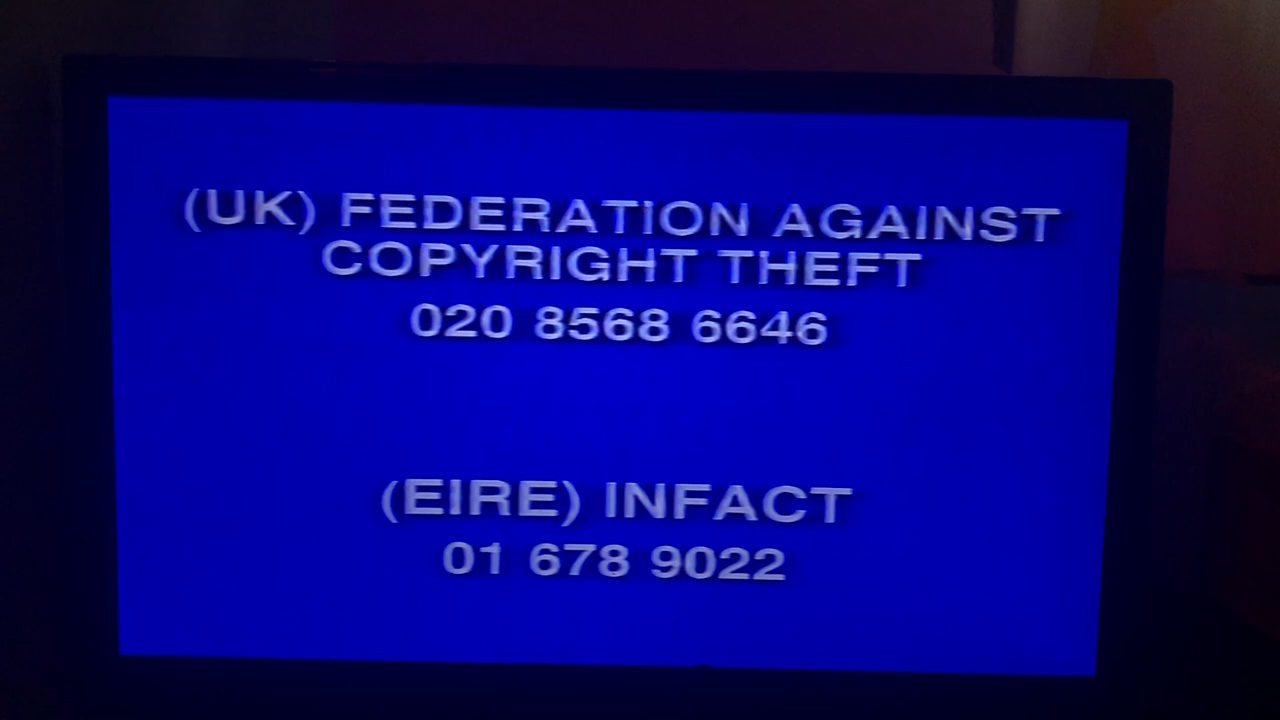 (UK) FEDERATION AGAINST
COPYRIGHT THEFT
020 8568 6646
(EIRE) INFACT
01 678 9022